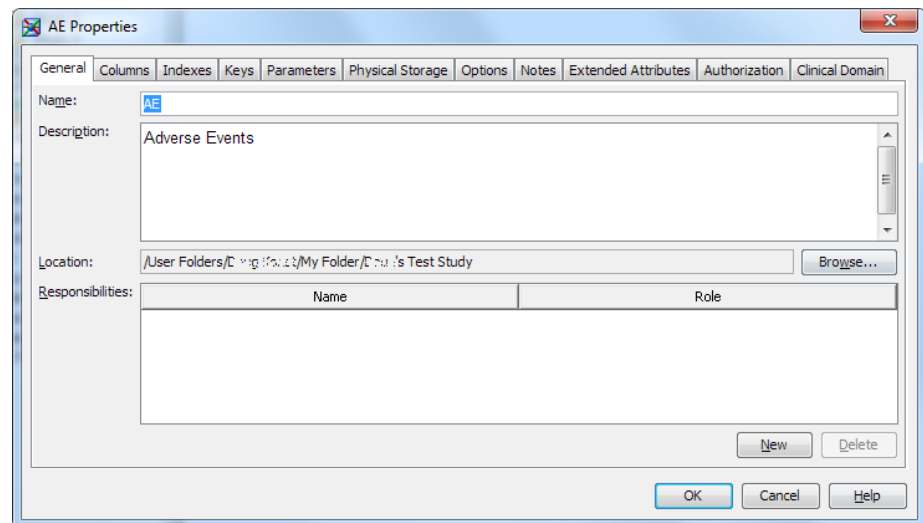 AE Properties
General Columns Indexes Keys Parameters Physical Storage Options Notes Extended Attributes Authorization Clinical Domain
Name: AE
Description: Adverse Events
Location: /User Folders/ /My Folder/ 's Test Study Browse...
Responsibilities: Name Role
New Delete
OK Cancel Help